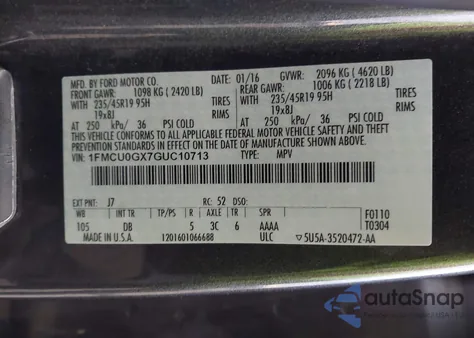 MFD. BY FORD MOTOR CO.
01/16 GVWR: 2096 KG (4620 LB)
FRONT GAWR: 1098 KG (2420 LB) REAR GAWR: 1006 KG (2218 LB)
WITH 235/45R19 95H TIRES WITH 235/45R19 95H TIRES
19x8J RIMS 19x8J RIMS
AT 250 kPa/ 36 PSI COLD AT 250 kPa/ 36 PSI COLD
THIS VEHICLE CONFORMS TO ALL APPLICABLE FEDERAL MOTOR VEHICLE SAFETY, BUMPER, AND THEFT PREVENTION STANDARDS IN EFFECT ON THE DATE OF MANUFACTURE SHOWN ABOVE.
VIN: 1FMCU0GX7GUC10713 TYPE: MPV
EXT PNT: J7 RC: 52 DSO:
WB INT TR TP/PS R AXLE TR SPR F0110
105 DB 5 3C 6 AAAA T0304
MADE IN U.S.A. 1201601066688 ULC 5U5A-3520472-AA
autoSnap